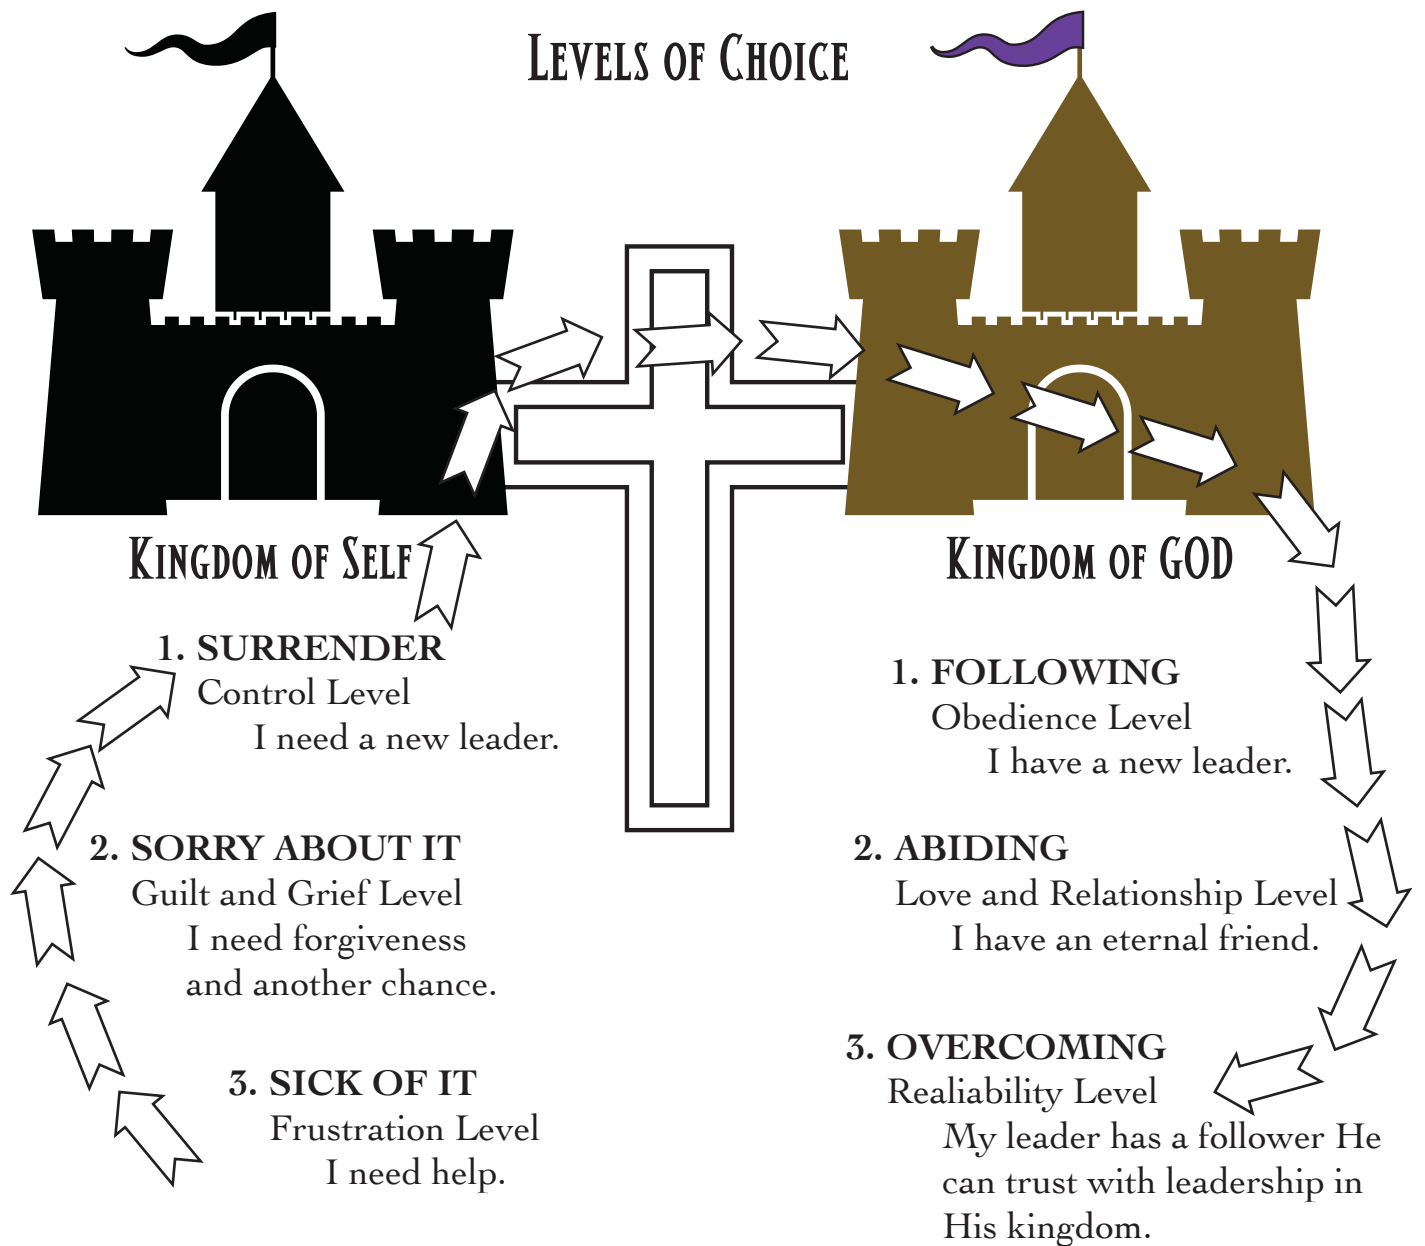 LEVELS OF CHOICE
KINGDOM OF SELF
1. SURRENDER
Control Level
I need a new leader.
2. SORRY ABOUT IT
Guilt and Grief Level
I need forgiveness
and another chance.
3. SICK OF IT
Frustration Level
I need help.
KINGDOM OF GOD
1. FOLLOWING
Obedience Level
I have a new leader.
2. ABIDING
Love and Relationship Level
I have an eternal friend.
3. OVERCOMING
Realiability Level
My leader has a follower He
can trust with leadership in
His kingdom.